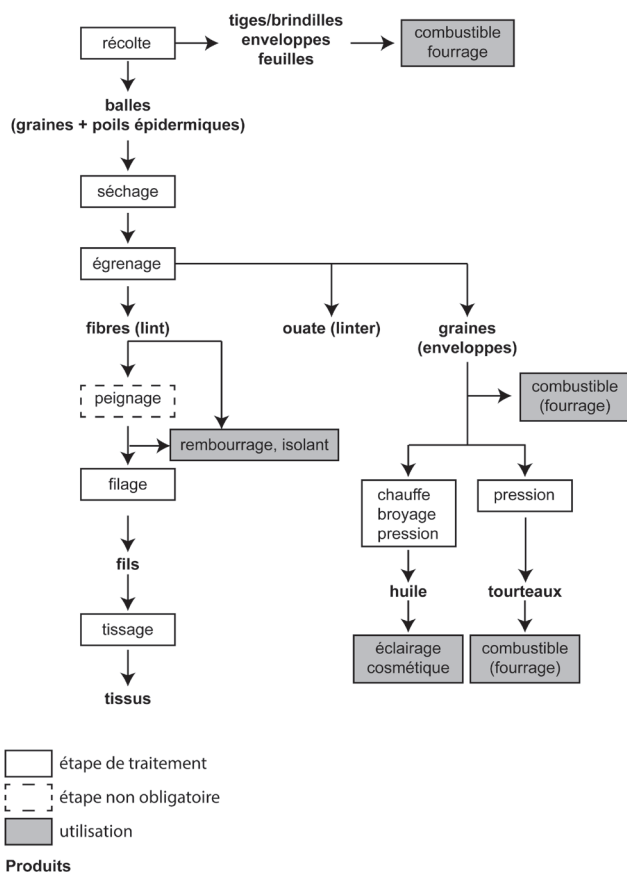 récolte
tiges/brindilles
enveloppes
feuilles
combustible
fourrage
balles
(graines + poils épidermiques)
séchage
égrenage
fibres (lint)
ouate (linter)
graines
(enveloppes)
peignage
combustible
(fourrage)
rembourrage, isolant
filage
chauffe
broyage
pression
pression
fils
huile
tourteaux
tissage
éclairage
cosmétique
combustible
(fourrage)
tissus
étape de traitement
étape non obligatoire
utilisation
Produits